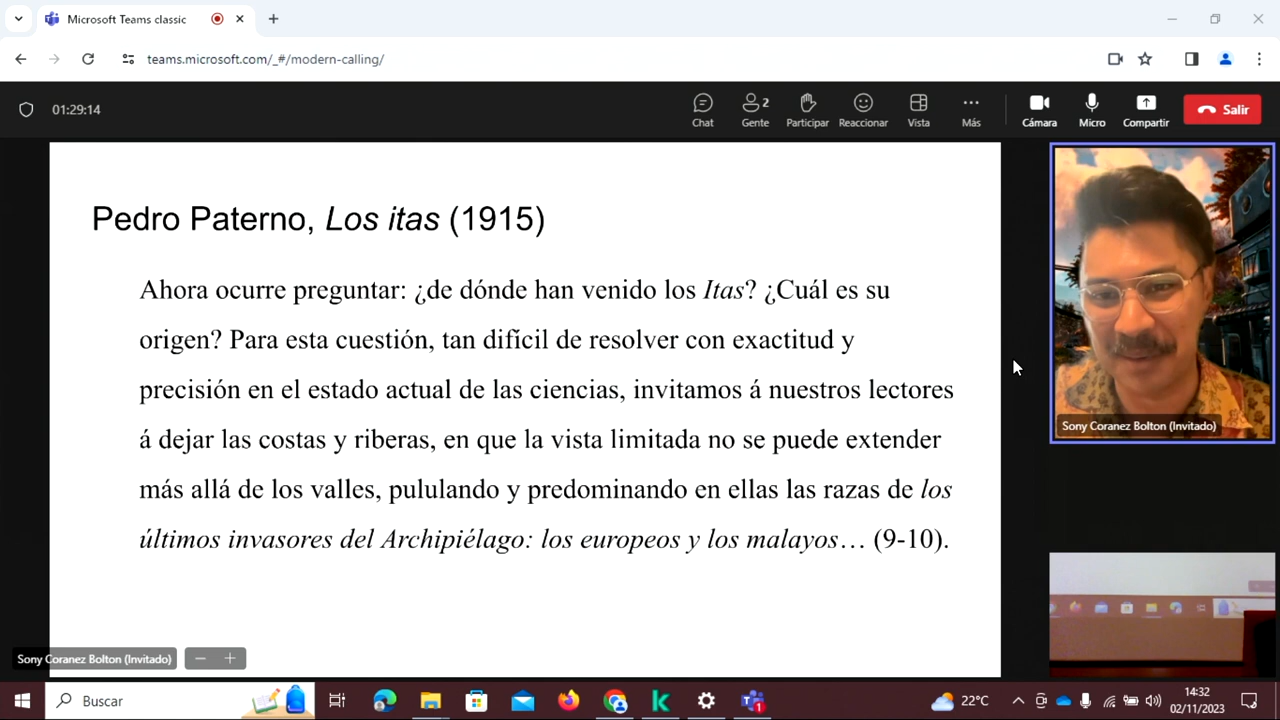 Microsoft Teams classic
teams.microsoft.com/_#/modern-calling/
01:29:14
2
Chat
Gente
Participar
Reaccionar
Vista
Más
Cámara
Micro
Compartir
Salir
Pedro Paterno, Los itas (1915)
Ahora ocurre preguntar: ¿de dónde han venido los Itas? ¿Cuál es su
origen? Para esta cuestión, tan difícil de resolver con exactitud y
precisión en el estado actual de las ciencias, invitamos á nuestros lectores
á dejar las costas y riberas, en que la vista limitada no se puede extender
más allá de los valles, pululando y predominando en ellas las razas de los
últimos invasores del Archipiélago: los europeos y los malayos… (9-10).
Sony Coranez Bolton (Invitado)
Sony Coranez Bolton (Invitado)
Buscar
1
22°C
14:32
02/11/2023